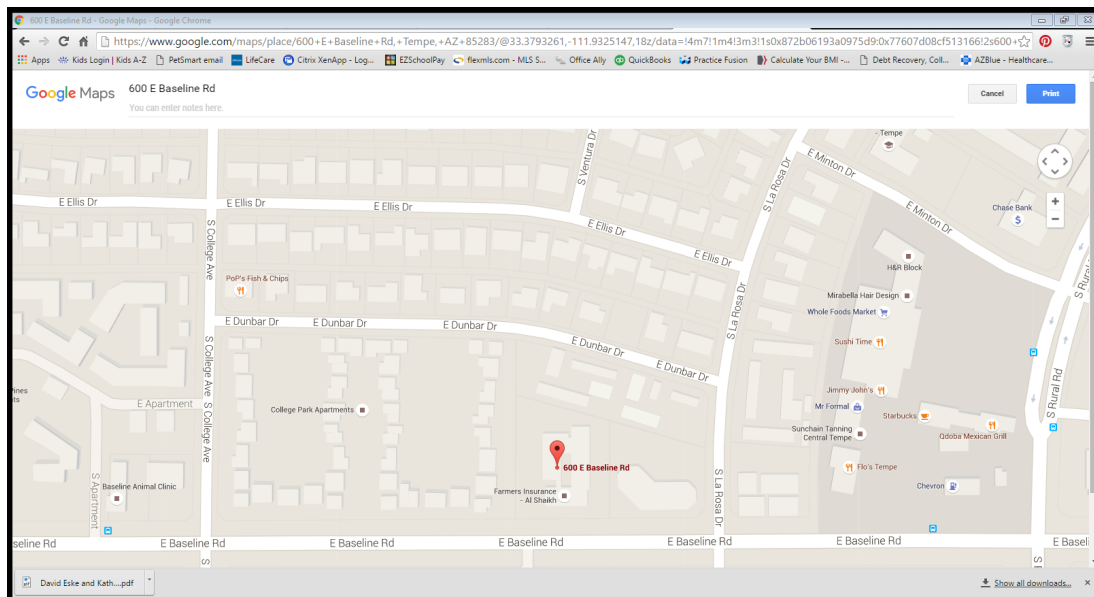 600 E Baseline Rd - Google Maps - Google Chrome
https://www.google.com/maps/place/600+E+Baseline+Rd,+Tempe,+AZ+85283/@33.3793261,-111.9325147,18z/data=!4m7!1m4!3m3!1s0x872b06193a0975d9:0x77607d08cf513166!2s600+
Apps Kids Login | Kids A-Z PetSmart email LifeCare Citrix XenApp - Log... EZSchoolPay flexmls.com - MLS S... Office Ally QuickBooks Practice Fusion Calculate Your BMI -... Debt Recovery, Coll... AZBlue - Healthcare...
Google Maps
600 E Baseline Rd
You can enter notes here.
Cancel
Print
- Tempe
S Ventura Dr
E Minton Dr
S La Rosa Dr
E Ellis Dr
E Ellis Dr
E Ellis Dr
E Minton Dr
Chase Bank
E Ellis Dr
S College Ave
E Ellis Dr
H&R Block
PoP's Fish & Chips
S Rural
Mirabella Hair Design
S La Rosa Dr
Whole Foods Market
E Dunbar Dr
E Dunbar Dr
E Dunbar Dr
Sushi Time
E Dunbar Dr
S College Ave
E Dunbar Dr
S Rural Rd
Pines
Jimmy John's
E Apartment
College Park Apartments
Mr Formal
Starbucks
S College Ave
Sunchain Tanning
Central Tempe
Qdoba Mexican Grill
600 E Baseline Rd
Flo's Tempe
S Apartment
Baseline Animal Clinic
Farmers Insurance
- Al Shaikh
S La Rosa Dr
Chevron
seline Rd
E Baseline Rd
E Baseline Rd
E Baseline Rd
E Baseline Rd
E Baseline Rd
E Baseli
S
David Eske and Kath....pdf
Show all downloads...